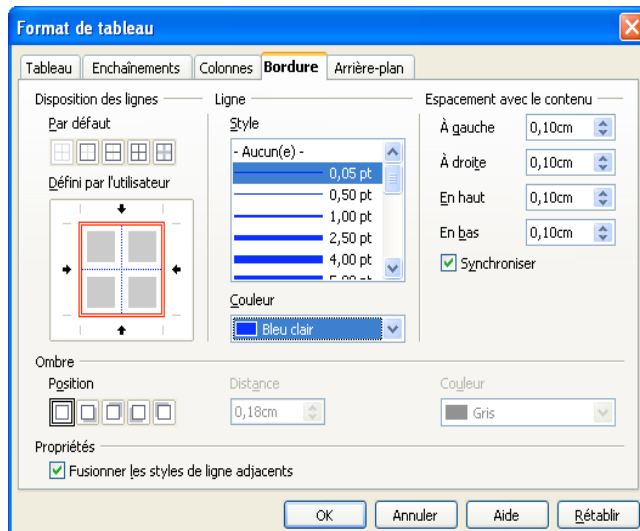 Format de tableau
Tableau Enchaînements Colonnes Bordure Arrière-plan
Disposition des lignes
Par défaut
Défini par l'utilisateur
Ligne
Style
- Aucun(e) -
0,05 pt
0,50 pt
1,00 pt
2,50 pt
4,00 pt
Couleur
Bleu clair
Espacement avec le contenu
À gauche 0,10cm
À droite 0,10cm
En haut 0,10cm
En bas 0,10cm
Synchroniser
Ombre
Position
Distance
0,18cm
Couleur
Gris
Propriétés
Fusionner les styles de ligne adjacents
OK Annuler Aide Rétablir